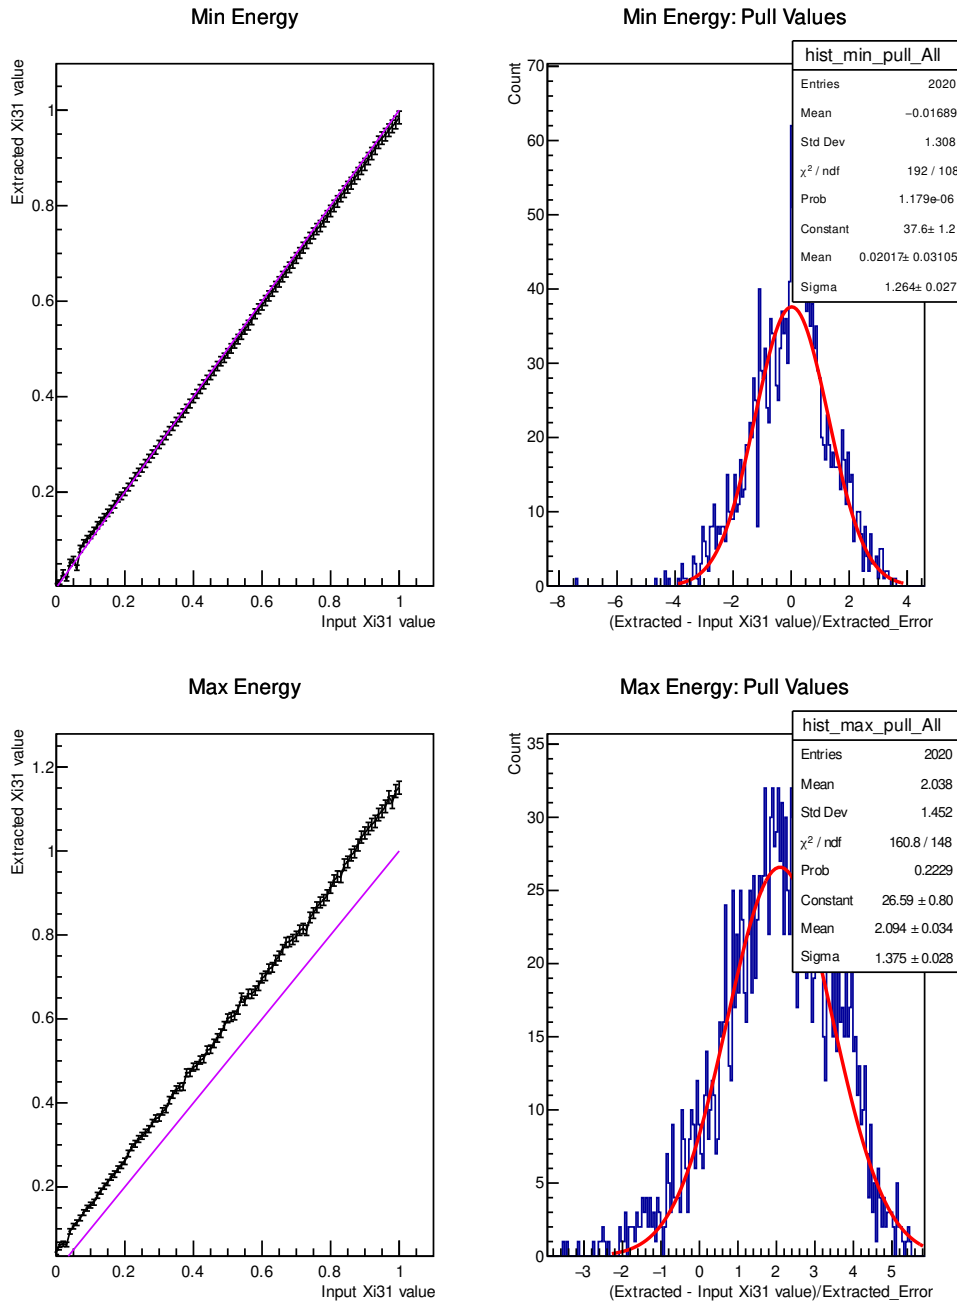 Min Energy
Extracted Xi31 value
1
0.8
0.6
0.4
0.2
0
0.2
0.4
0.6
0.8
1
Input Xi31 value
Min Energy: Pull Values
Count
70
60
50
40
30
20
10
0
−8
−6
−4
−2
0
2
4
(Extracted - Input Xi31 value)/Extracted_Error
hist_min_pull_All
Entries 2020
Mean −0.01689
Std Dev 1.308
χ² / ndf 192 / 108
Prob 1.179e-06
Constant 37.6± 1.2
Mean 0.02017± 0.03105
Sigma 1.264± 0.027
Max Energy
Extracted Xi31 value
1.2
1
0.8
0.6
0.4
0.2
0
0.2
0.4
0.6
0.8
1
Input Xi31 value
Max Energy: Pull Values
Count
35
30
25
20
15
10
5
0
−3
−2
−1
0
1
2
3
4
5
(Extracted - Input Xi31 value)/Extracted_Error
hist_max_pull_All
Entries 2020
Mean 2.038
Std Dev 1.452
χ² / ndf 160.8 / 148
Prob 0.2229
Constant 26.59 ± 0.80
Mean 2.094 ± 0.034
Sigma 1.375 ± 0.028